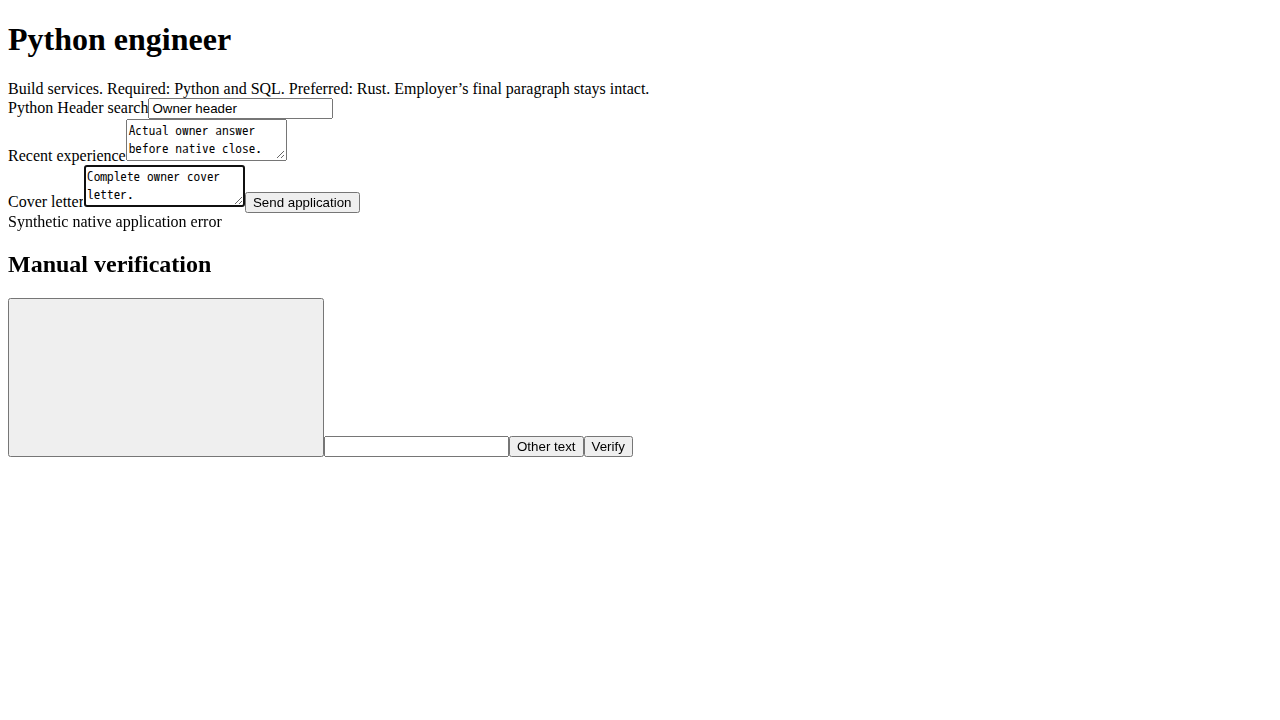 Python engineer
Build services. Required: Python and SQL. Preferred: Rust. Employer’s final paragraph stays intact.
Python Header search Owner header
Recent experience Actual owner answer
before native close.
Cover letter Complete owner cover
letter.
Send application
Synthetic native application error
Manual verification
Other text Verify